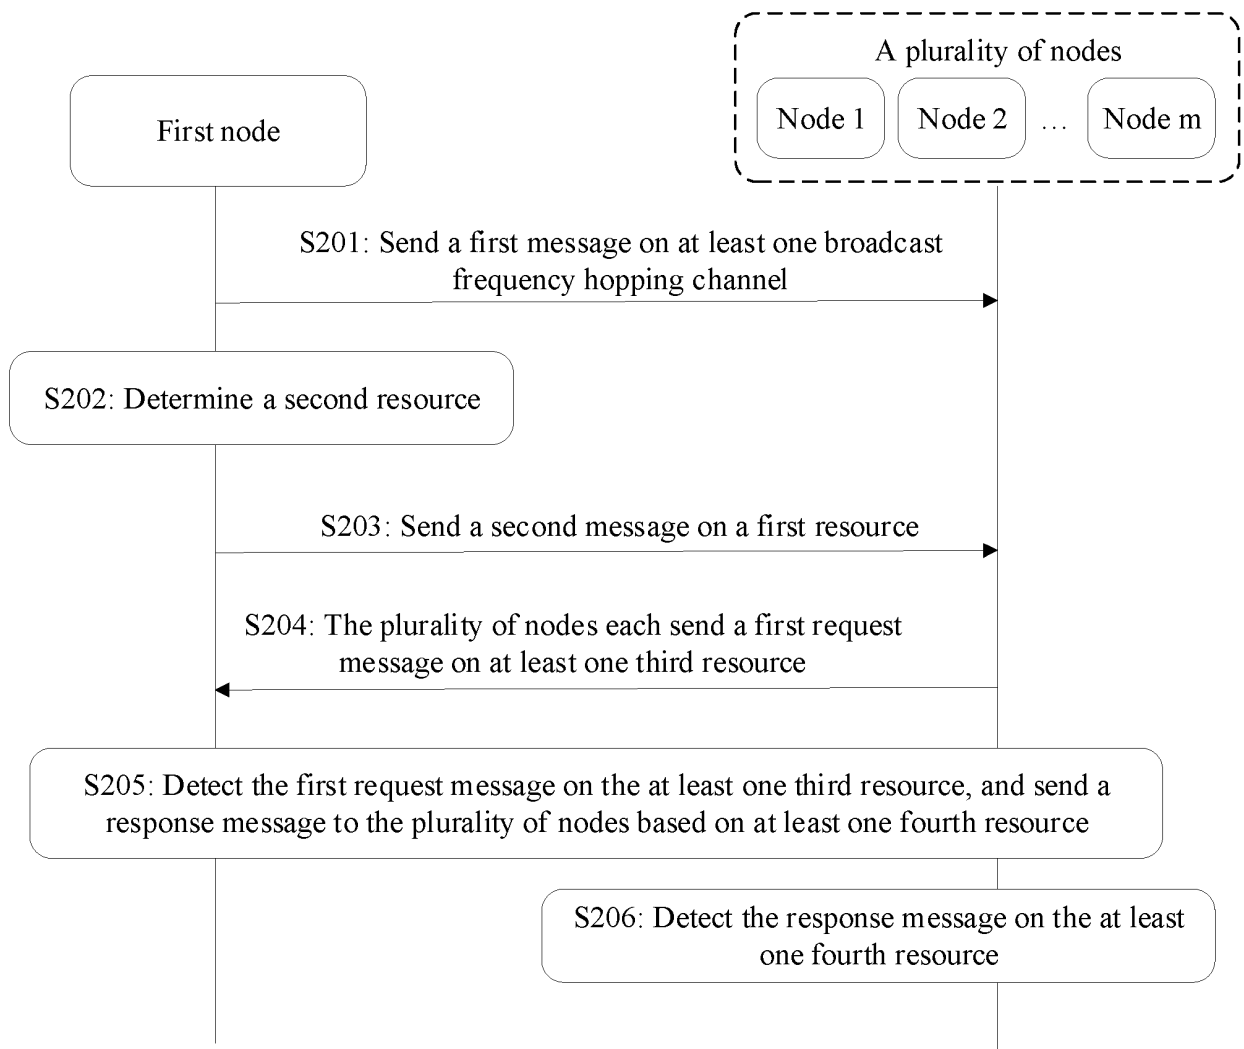 A plurality of nodes
First node
Node 1
Node 2
...
Node m
S201: Send a first message on at least one broadcast
frequency hopping channel
S202: Determine a second resource
S203: Send a second message on a first resource
S204: The plurality of nodes each send a first request
message on at least one third resource
S205: Detect the first request message on the at least one third resource, and send a
response message to the plurality of nodes based on at least one fourth resource
S206: Detect the response message on the at least
one fourth resource